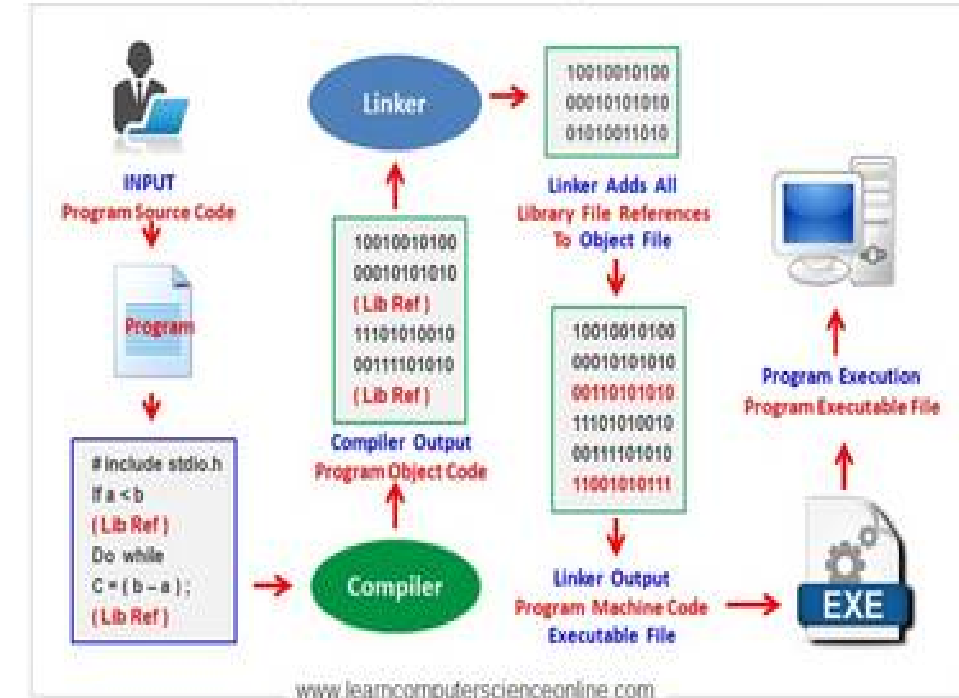 INPUT
Program Source Code
Program
# include stdio.h
If a < b
( Lib Ref )
Do while
C = ( b – a ) ;
( Lib Ref )
Compiler
10010010100
00010101010
( Lib Ref )
11101010010
00111101010
( Lib Ref )
Compiler Output
Program Object Code
Linker
10010010100
00010101010
01010011010
Linker Adds All
Library File References
To Object File
10010010100
00010101010
00110101010
11101010010
00111101010
11001010111
Linker Output
Program Machine Code
Executable File
EXE
Program Execution
Program Executable File
www.learncomputerscienceonline.com